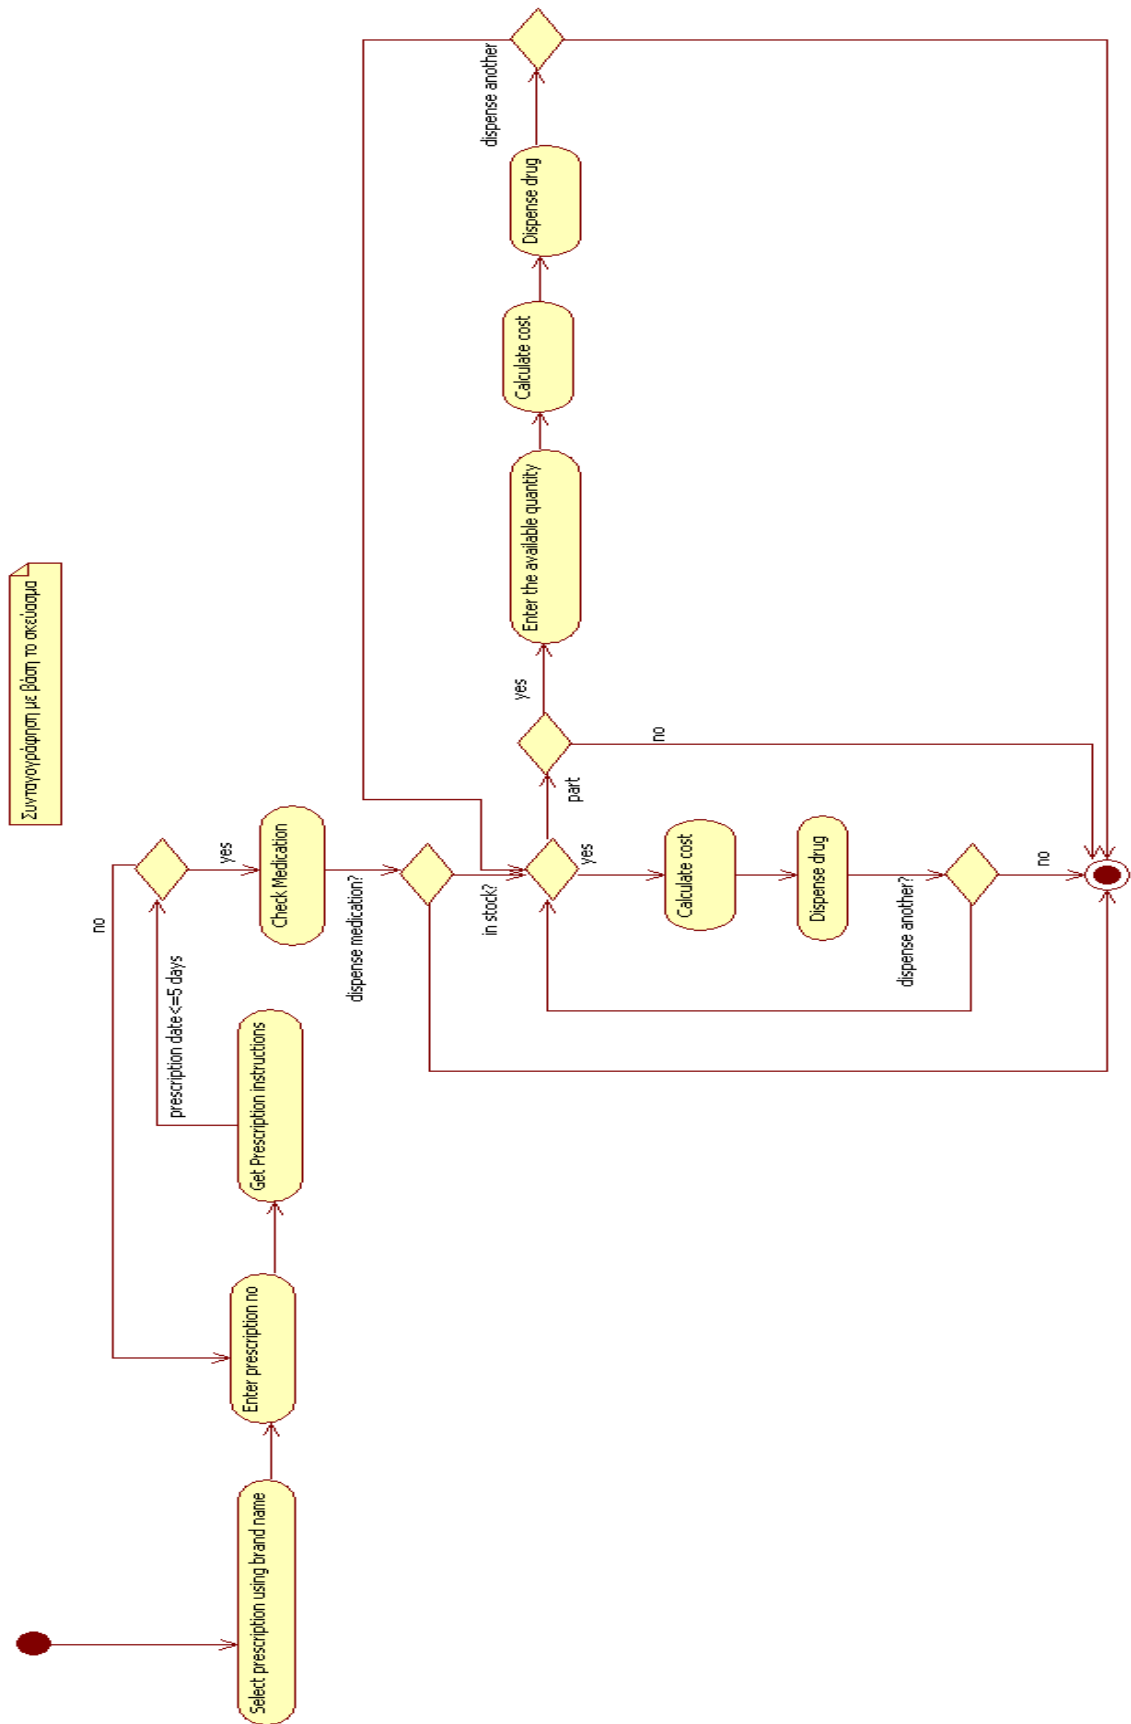 Συνταγογράφηση με βάση το σκεύασμα
Select prescription using brand name
Enter prescription no
Get Prescription instructions
prescription date<=5 days
no
yes
Check Medication
dispense medication?
in stock?
part
yes
Enter the available quantity
Calculate cost
Dispense drug
dispense another
no
yes
Calculate cost
Dispense drug
dispense another?
no